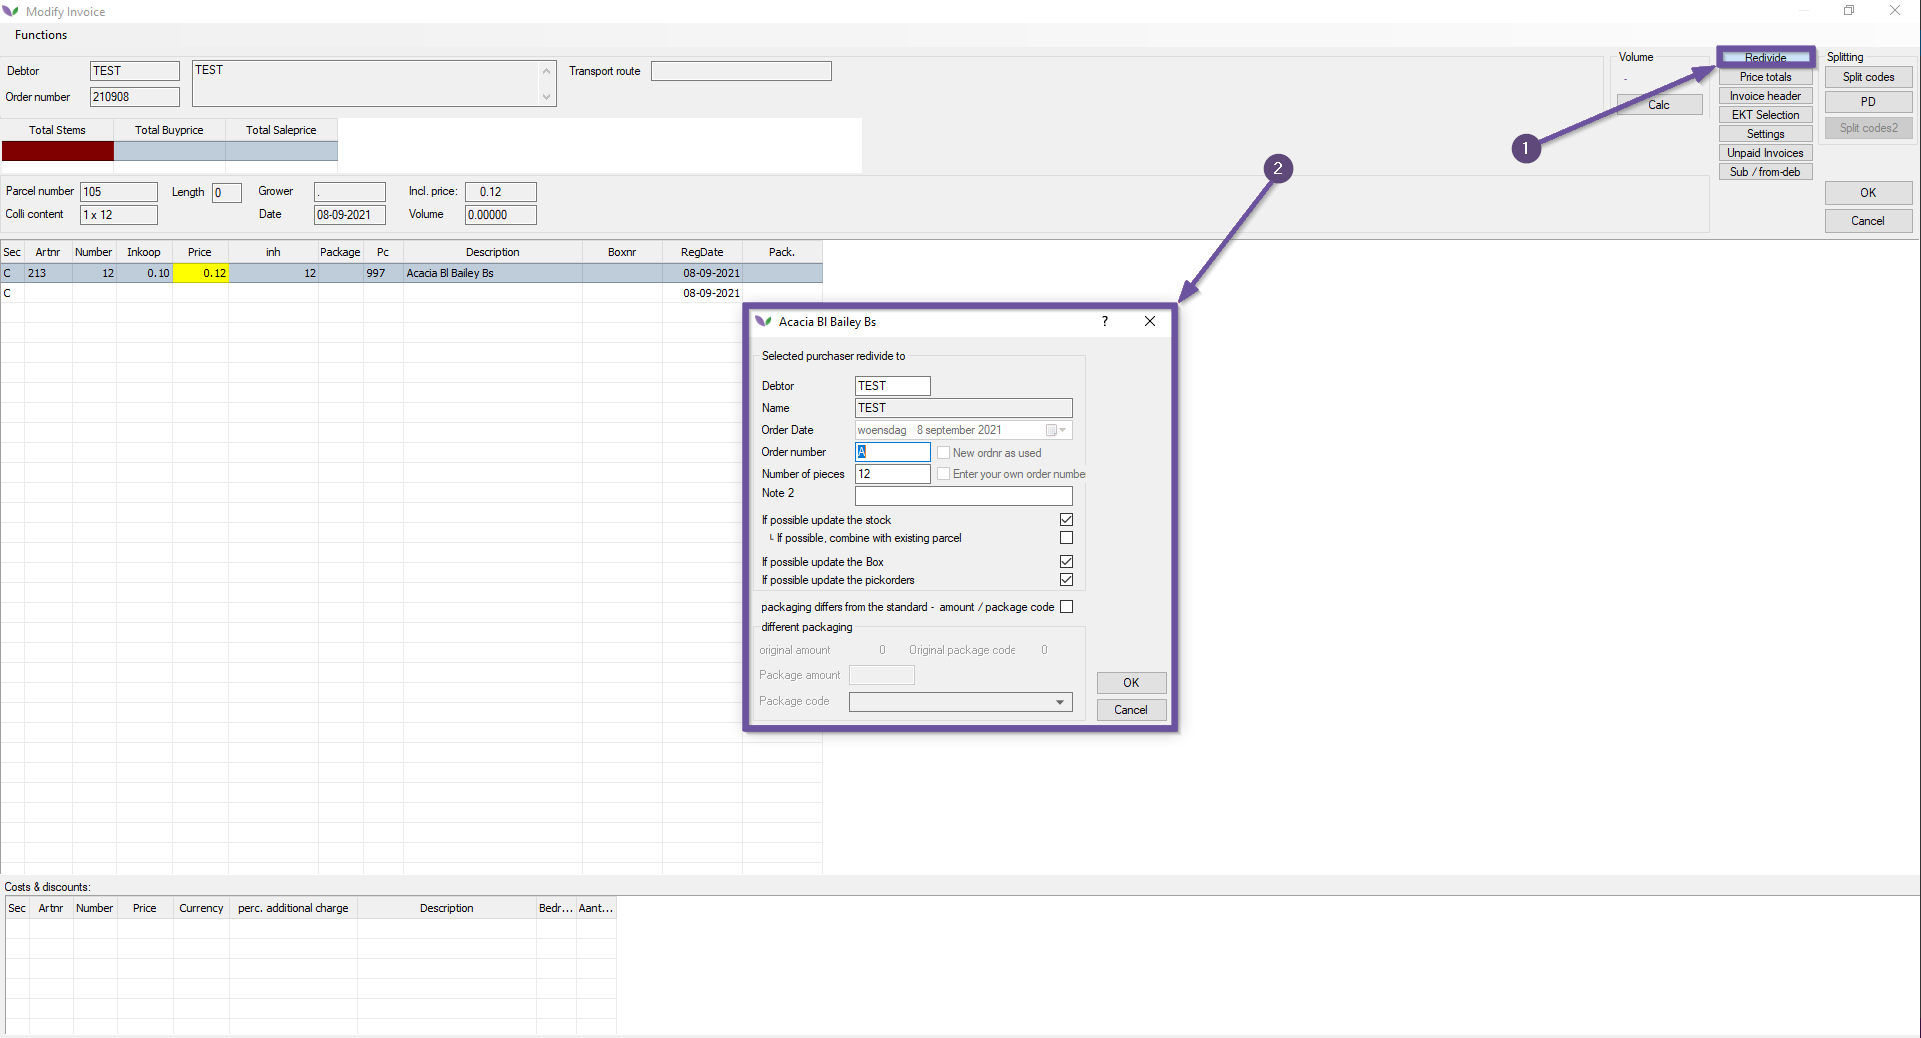 Modify Invoice
Functions
Debtor TEST TEST Transport route
Order number 210908
Volume
-
Calc
Redivide
Price totals
Invoice header
EKT Selection
Settings
Unpaid Invoices
Sub / from-deb
Splitting
Split codes
PD
Split codes2
OK
Cancel
1
2
Total Stems Total Buyprice Total Saleprice
Parcel number 105 Length 0 Grower . Incl. price: 0.12
Colli content 1 x 12 Date 08-09-2021 Volume 0.00000
Sec Artnr Number Inkoop Price inh Package Pc Description Boxnr RegDate Pack.
C 213 12 0.10 0.12 12 997 Acacia Bl Bailey Bs 08-09-2021
C 08-09-2021
Acacia Bl Bailey Bs ?
Selected purchaser redivide to
Debtor TEST
Name TEST
Order Date woensdag 8 september 2021
Order number A New ordnr as used
Number of pieces 12 Enter your own order numbe
Note 2
If possible update the stock
If possible, combine with existing parcel
If possible update the Box
If possible update the pickorders
packaging differs from the standard - amount / package code
different packaging
original amount 0 Original package code 0
Package amount
Package code
OK
Cancel
Costs & discounts:
Sec Artnr Number Price Currency perc. additional charge Description Bedr... Aant...